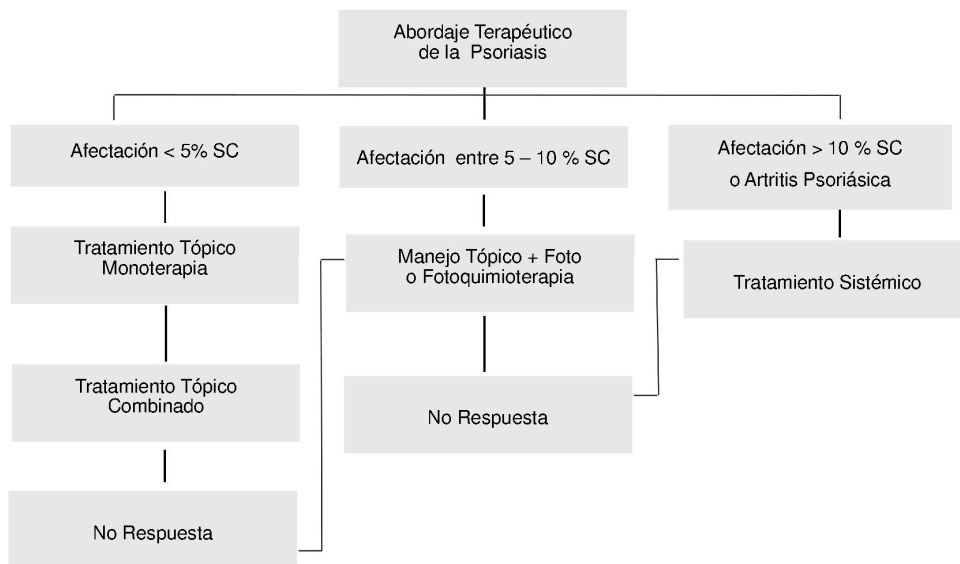 Abordaje Terapéutico
de la Psoriasis
Afectación < 5% SC
Afectación entre 5 – 10 % SC
Afectación > 10 % SC
o Artritis Psoriásica
Tratamiento Tópico
Monoterapia
Manejo Tópico + Foto
o Fotoquimioterapia
Tratamiento Sistémico
Tratamiento Tópico
Combinado
No Respuesta
No Respuesta